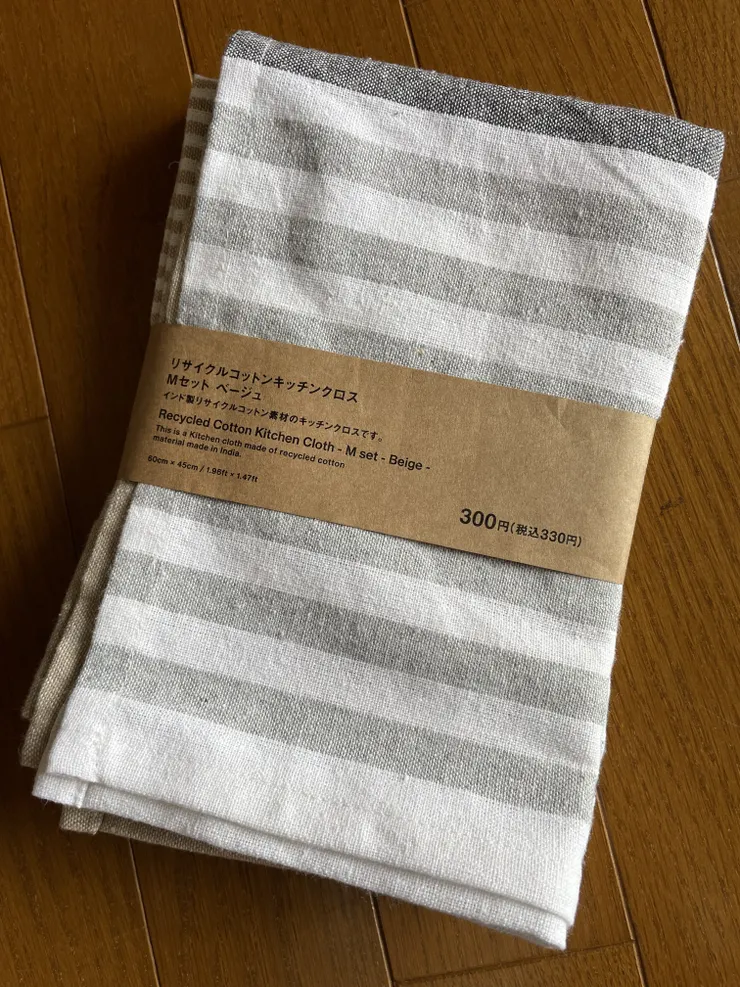 リサイクルコットンキッチンクロス
Mセット ベージュ
インド製リサイクルコットン素材のキッチンクロスです。
Recycled Cotton Kitchen Cloth - M set - Beige -
This is a Kitchen cloth made of recycled cotton
material made in India.
60cm × 45cm / 1.96ft × 1.47ft
300円(税込330円)